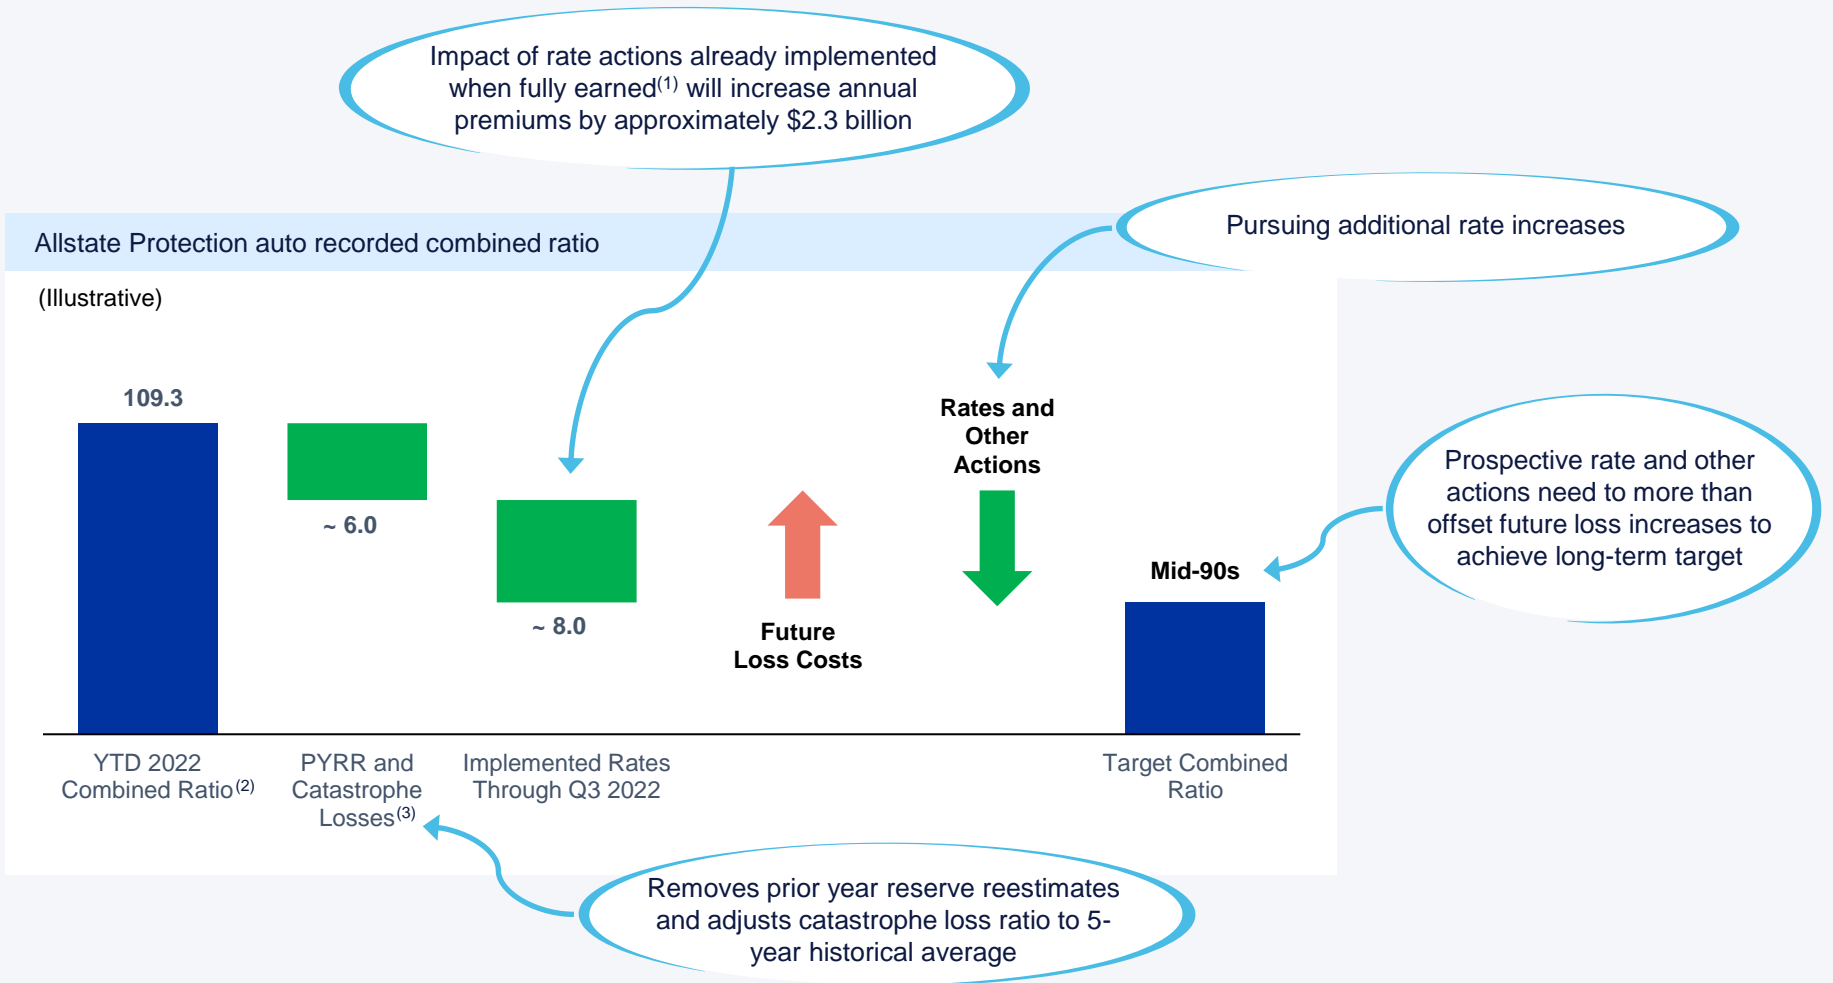 Impact of rate actions already implemented
when fully earned(1) will increase annual
premiums by approximately $2.3 billion
Pursuing additional rate increases
Allstate Protection auto recorded combined ratio
(Illustrative)
109.3
~ 6.0
~ 8.0
Future
Loss Costs
Rates and
Other
Actions
Mid-90s
Prospective rate and other
actions need to more than
offset future loss increases to
achieve long-term target
YTD 2022
Combined Ratio(2)
PYRR and
Catastrophe
Losses(3)
Implemented Rates
Through Q3 2022
Target Combined
Ratio
Removes prior year reserve reestimates
and adjusts catastrophe loss ratio to 5-
year historical average